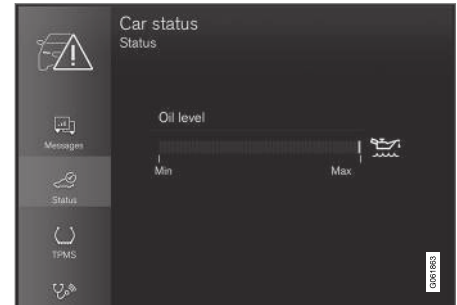 Car status
Status
Messages
Status
TPMS
Oil level
Min Max
G061863